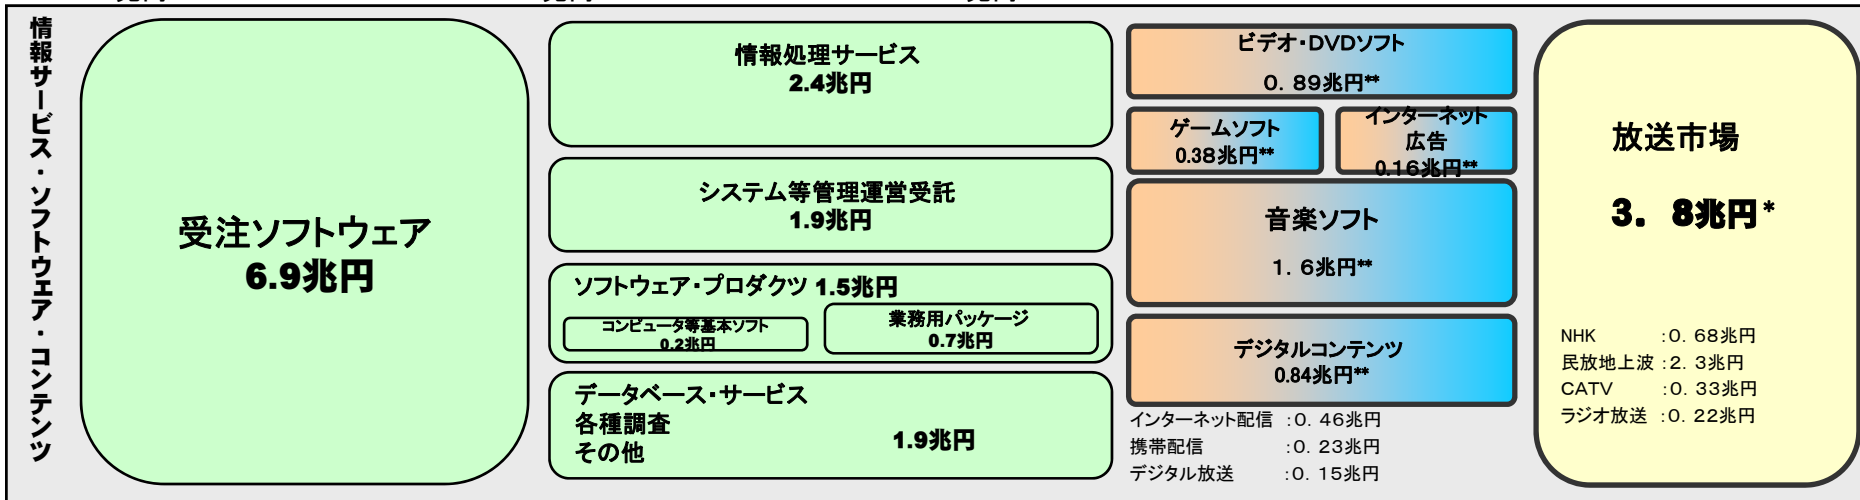 兆円
兆円
兆円
情報サービス・ソフトウェア・コンテンツ
受注ソフトウェア
6.9兆円
情報処理サービス
2.4兆円
システム等管理運営受託
1.9兆円
ソフトウェア・プロダクツ 1.5兆円
コンピュータ等基本ソフト
0.2兆円
業務用パッケージ
0.7兆円
データベース・サービス
各種調査
その他
1.9兆円
ビデオ・DVDソフト
0. 89兆円**
ゲームソフト
0.38兆円**
インターネット
広告
0.16兆円**
音楽ソフト
1. 6兆円**
デジタルコンテンツ
0.84兆円**
インターネット配信 :0. 46兆円
携帯配信 :0. 23兆円
デジタル放送 :0. 15兆円
放送市場
3. 8兆円*
NHK :0. 68兆円
民放地上波 :2. 3兆円
CATV :0. 33兆円
ラジオ放送 :0. 22兆円